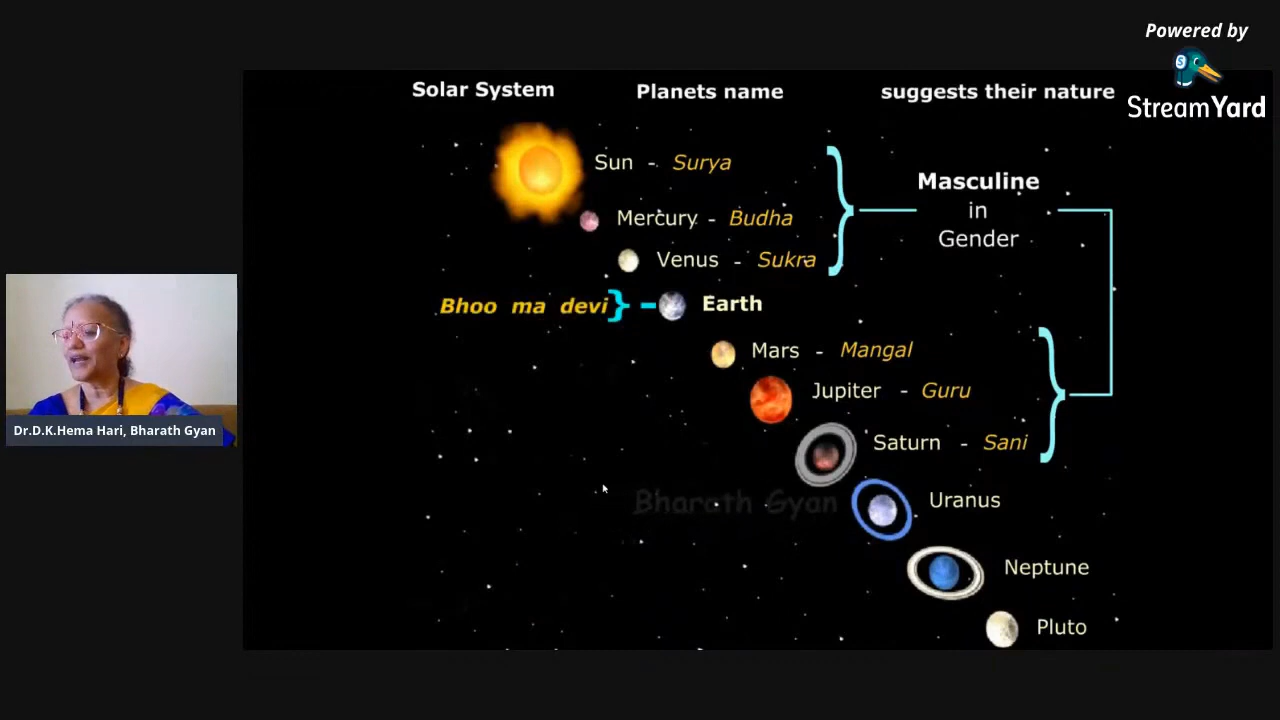 Powered by
StreamYard
Solar System Planets name suggests their nature
Sun - Surya
Mercury - Budha
Venus - Sukra
Masculine
in
Gender
Bhoo ma devi Earth
Mars - Mangal
Jupiter - Guru
Saturn - Sani
Bharath Gyan
Uranus
Neptune
Pluto
Dr.D.K.Hema Hari, Bharath Gyan